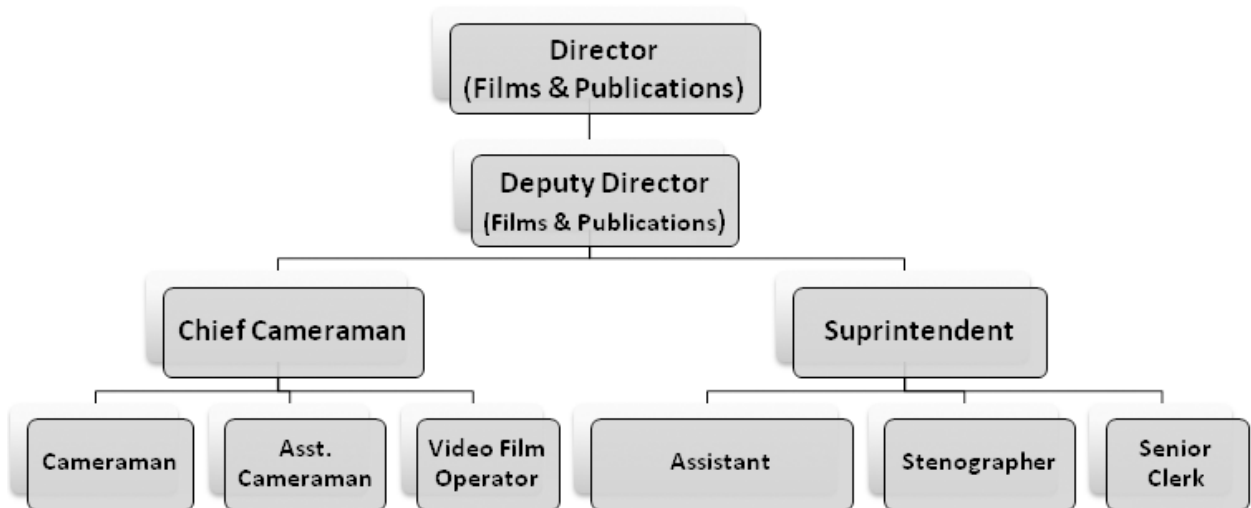 Director
(Films & Publications)
Deputy Director
(Films & Publications)
Chief Cameraman
Suprintendent
Cameraman
Asst.
Cameraman
Video Film
Operator
Assistant
Stenographer
Senior
Clerk